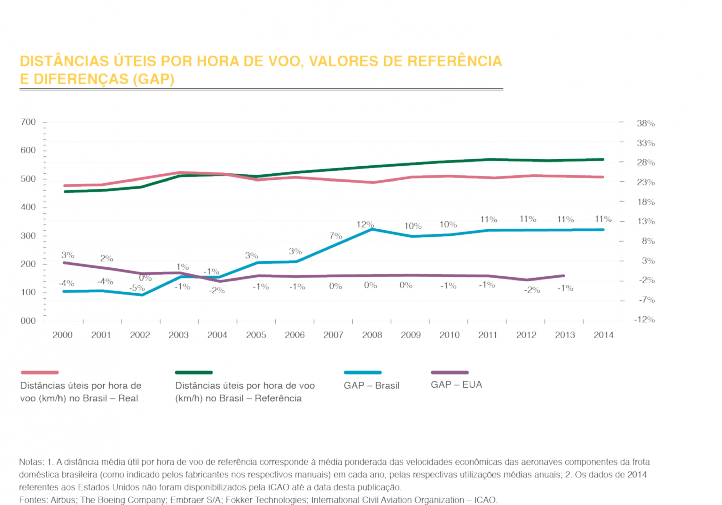 DISTÂNCIAS ÚTEIS POR HORA DE VOO, VALORES DE REFERÊNCIA
E DIFERENÇAS (GAP)
700
600
500
400
300
200
100
000
38%
33%
28%
23%
18%
13%
8%
3%
-2%
-7%
-12%
3% 2% 0% 1% -1% 3% 3% 7% 12% 10% 10% 11% 11% 11% 11%
-4% -4% -5% -1% -2% -1% -1% 0% 0% 0% -1% -1% -2% -1%
2000 2001 2002 2003 2004 2005 2006 2007 2008 2009 2010 2011 2012 2013 2014
Distâncias úteis por hora de
voo (km/h) no Brasil – Real
Distâncias úteis por hora de voo
(km/h) no Brasil – Referência
GAP – Brasil
GAP – EUA
Notas: 1. A distância média útil por hora de voo de referência corresponde à média ponderada das velocidades econômicas das aeronaves componentes da frota
doméstica brasileira (como indicado pelos fabricantes nos respectivos manuais) em cada ano, pelas respectivas utilizações médias anuais; 2. Os dados de 2014
referentes aos Estados Unidos não foram disponibilizados pela ICAO até a data desta publicação.
Fontes: Airbus; The Boeing Company; Embraer S/A; Fokker Technologies; International Civil Aviation Organization – ICAO.